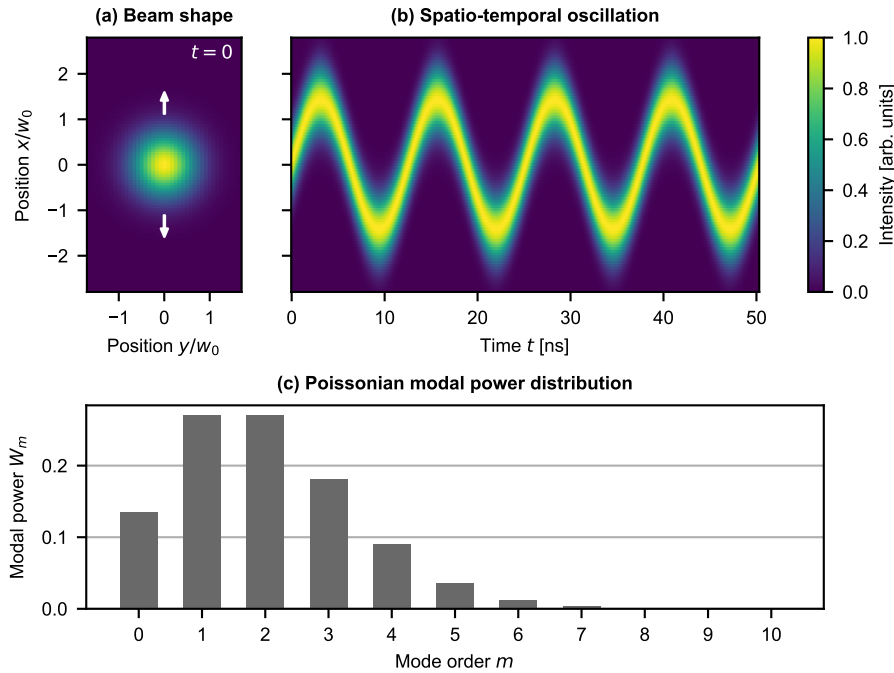 (a) Beam shape
(b) Spatio-temporal oscillation
t = 0
2
1
0
−1
−2
Position x/w₀
−1 0 1
Position y/w₀
0 10 20 30 40 50
Time t [ns]
1.0
0.8
0.6
0.4
0.2
0.0
Intensity [arb. units]
(c) Poissonian modal power distribution
0.2
0.1
0.0
Modal power Wₘ
0 1 2 3 4 5 6 7 8 9 10
Mode order m